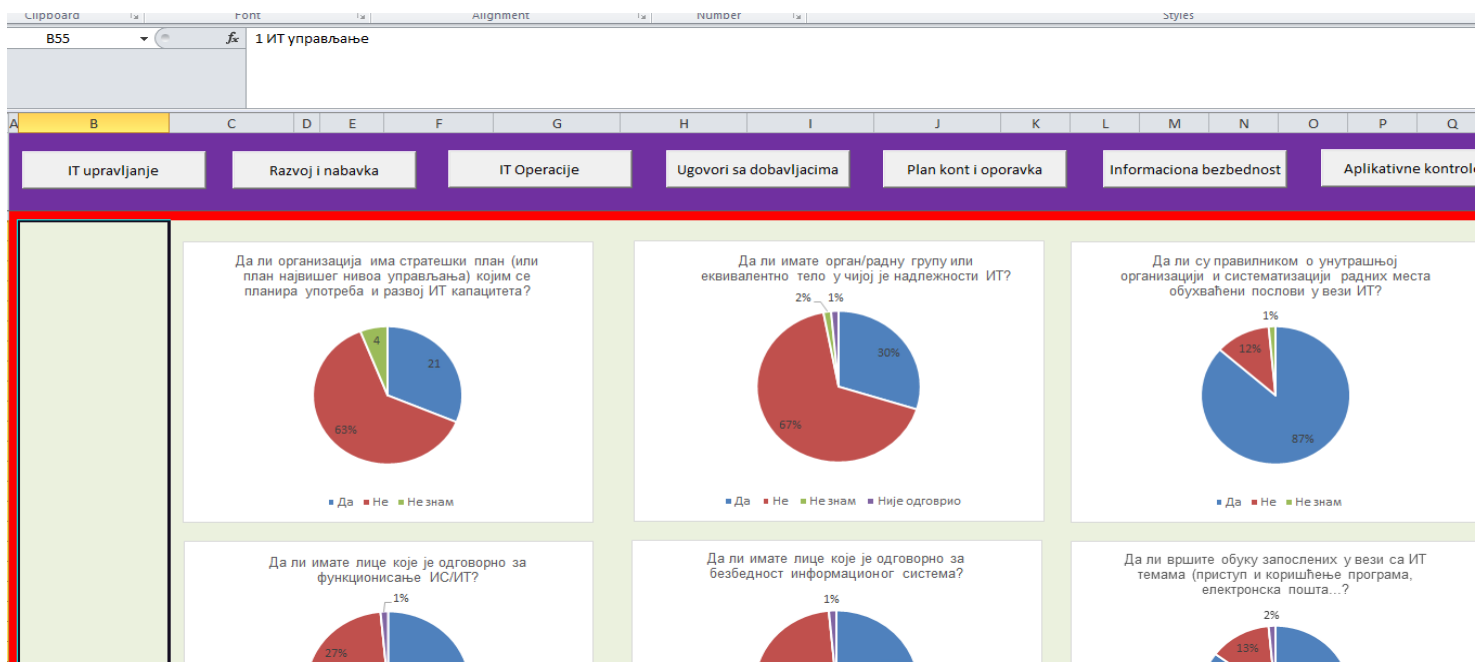 Clipboard Font Alignment Number Styles
B55 fx 1 ИТ управљање
A B C D E F G H I J K L M N O P Q
IT upravljanje Razvoj i nabavka IT Operacije Ugovori sa dobavljacima Plan kont i oporavka Informaciona bezbednost Aplikativne kontrole
Да ли организација има стратешки план (или
план највишег нивоа управљања) којим се
планира употреба и развој ИТ капацитета?
4
21
63%
Да Не Не знам
Да ли имате орган/радну групу или
еквивалентно тело у чијој је надлежности ИТ?
2% 1%
30%
67%
Да Не Не знам Није одговрио
Да ли су правилником о унутрашњој
организацији и систематизацији радних места
обухваћени послови у вези ИТ?
1%
12%
87%
Да Не Не знам
Да ли имате лице које је одговорно за
функционисање ИС/ИТ?
1%
27%
Да ли имате лице које је одговорно за
безбедност информационог система?
1%
Да ли вршите обуку запослених у вези са ИТ
темама (приступ и коришћење програма,
електронска пошта...?
2%
13%